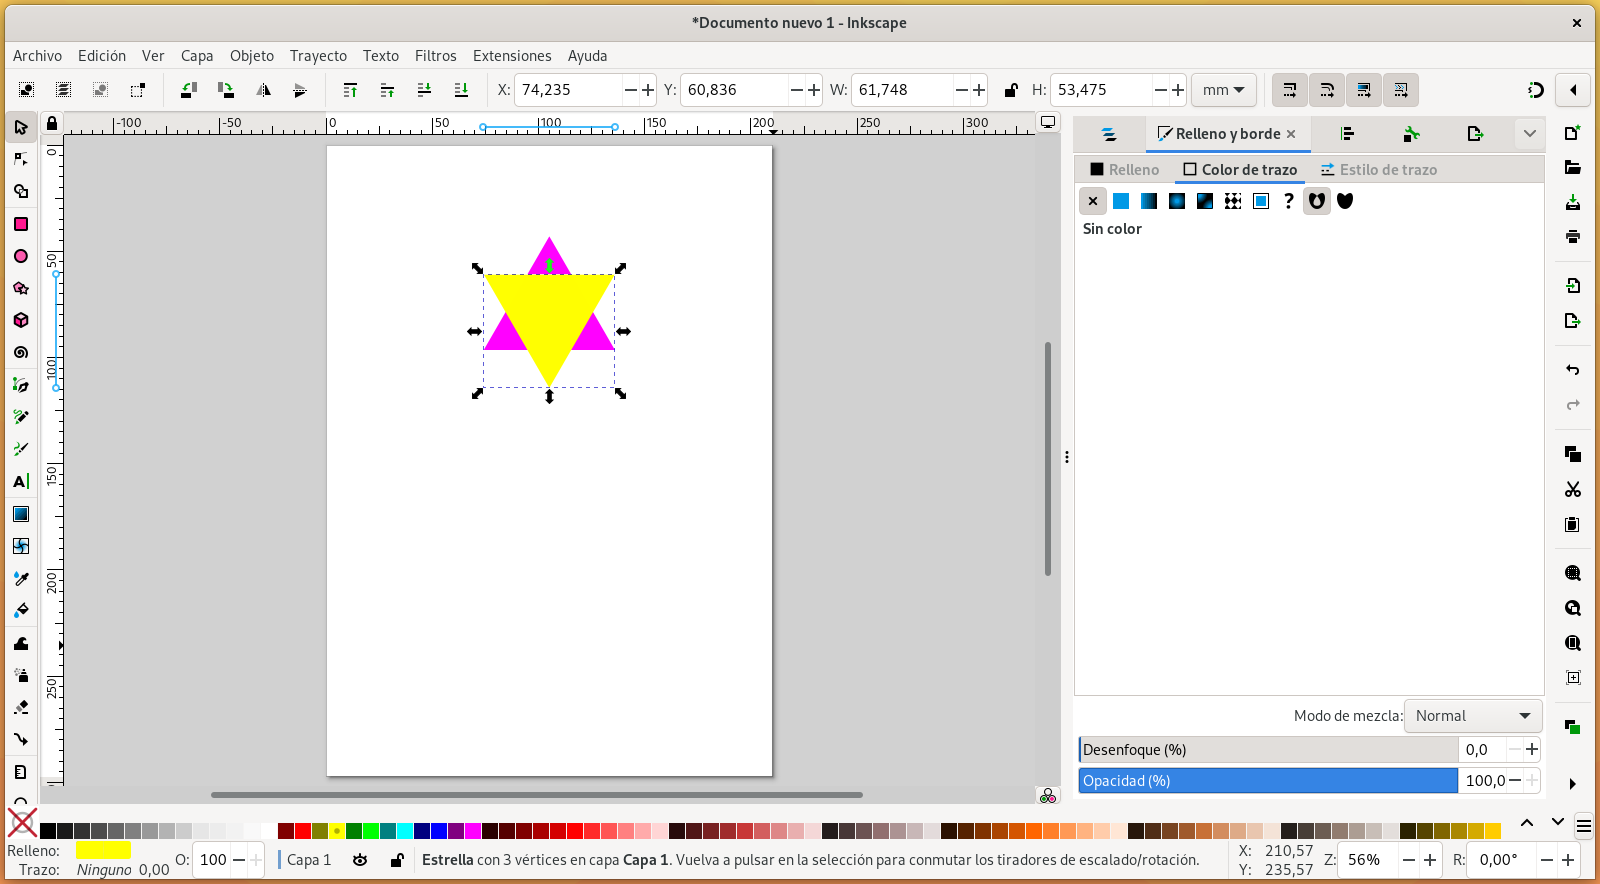 *Documento nuevo 1 - Inkscape
Archivo Edición Ver Capa Objeto Trayecto Texto Filtros Extensiones Ayuda
X: 74,235 Y: 60,836 W: 61,748 H: 53,475 mm
-100 -50 0 50 100 150 200 250 300
Relleno y borde
Relleno Color de trazo Estilo de trazo
?
Sin color
0
50
100
150
200
250
A
Modo de mezcla: Normal
Desenfoque (%) 0,0
Opacidad (%) 100,0
Relleno:
Trazo: Ninguno 0,00
O: 100
Capa 1
Estrella con 3 vértices en capa Capa 1. Vuelva a pulsar en la selección para conmutar los tiradores de escalado/rotación.
X: 210,57
Y: 235,57
Z: 56%
R: 0,00°